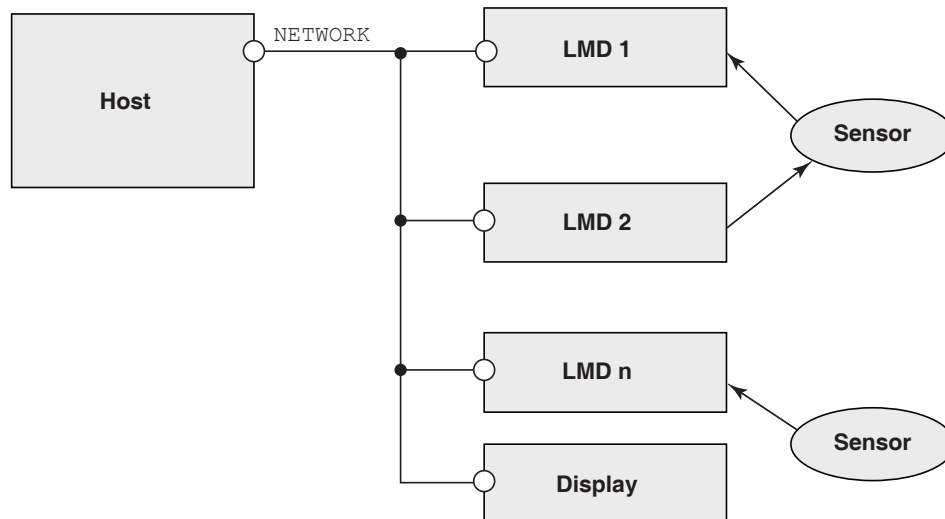 NETWORK
LMD 1
Host
Sensor
LMD 2
LMD n
Sensor
Display